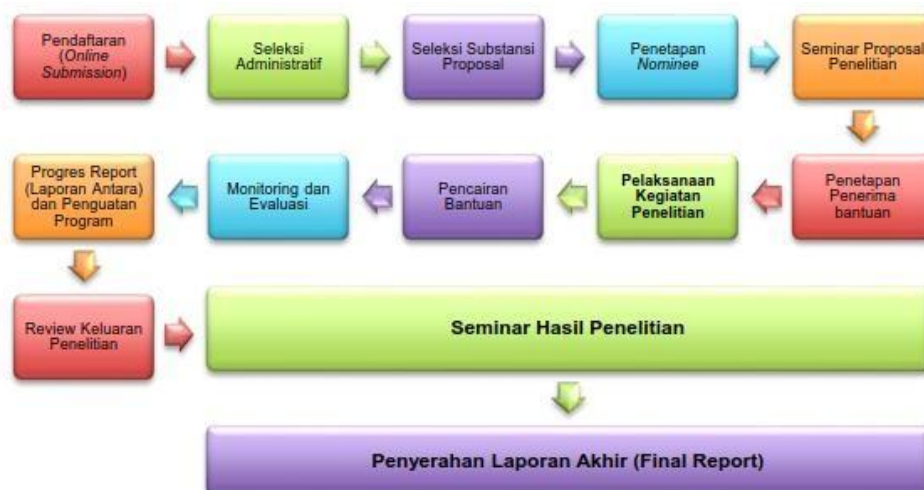 Pendaftaran
(Online
Submission)
Seleksi
Administratif
Seleksi Substansi
Proposal
Penetapan
Nominee
Seminar Proposal
Penelitian
Progres Report
(Laporan Antara)
dan Penguatan
Program
Monitoring dan
Evaluasi
Pencairan
Bantuan
Pelaksanaan
Kegiatan
Penelitian
Penetapan
Penerima
bantuan
Review Keluaran
Penelitian
Seminar Hasil Penelitian
Penyerahan Laporan Akhir (Final Report)